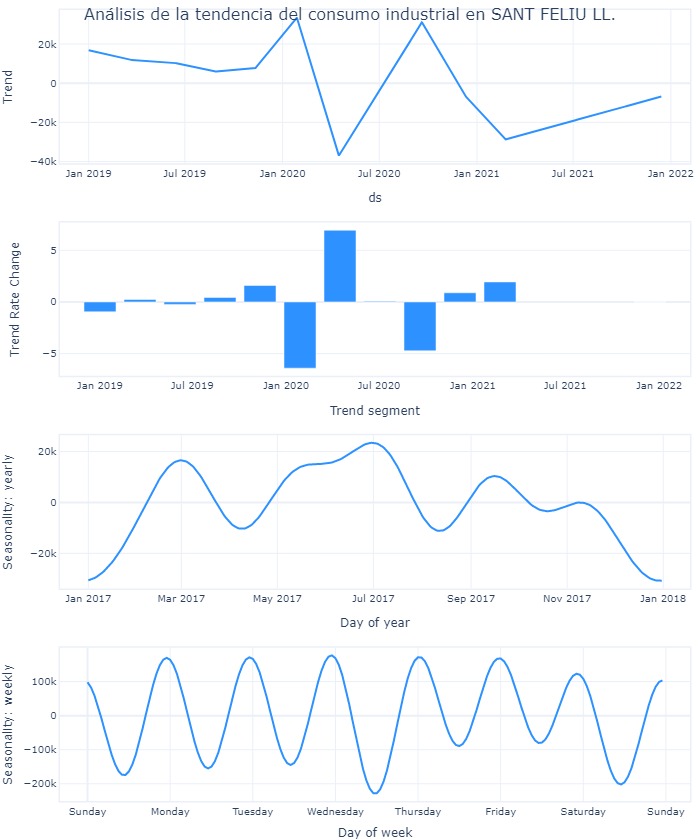 Análisis de la tendencia del consumo industrial en SANT FELIU LL.
20k
0
−20k
−40k
Trend
Jan 2019 Jul 2019 Jan 2020 Jul 2020 Jan 2021 Jul 2021 Jan 2022
ds
5
0
−5
Trend Rate Change
Jan 2019 Jul 2019 Jan 2020 Jul 2020 Jan 2021 Jul 2021 Jan 2022
Trend segment
20k
0
−20k
Seasonality: yearly
Jan 2017 Mar 2017 May 2017 Jul 2017 Sep 2017 Nov 2017 Jan 2018
Day of year
100k
0
−100k
−200k
Seasonality: weekly
Sunday Monday Tuesday Wednesday Thursday Friday Saturday Sunday
Day of week